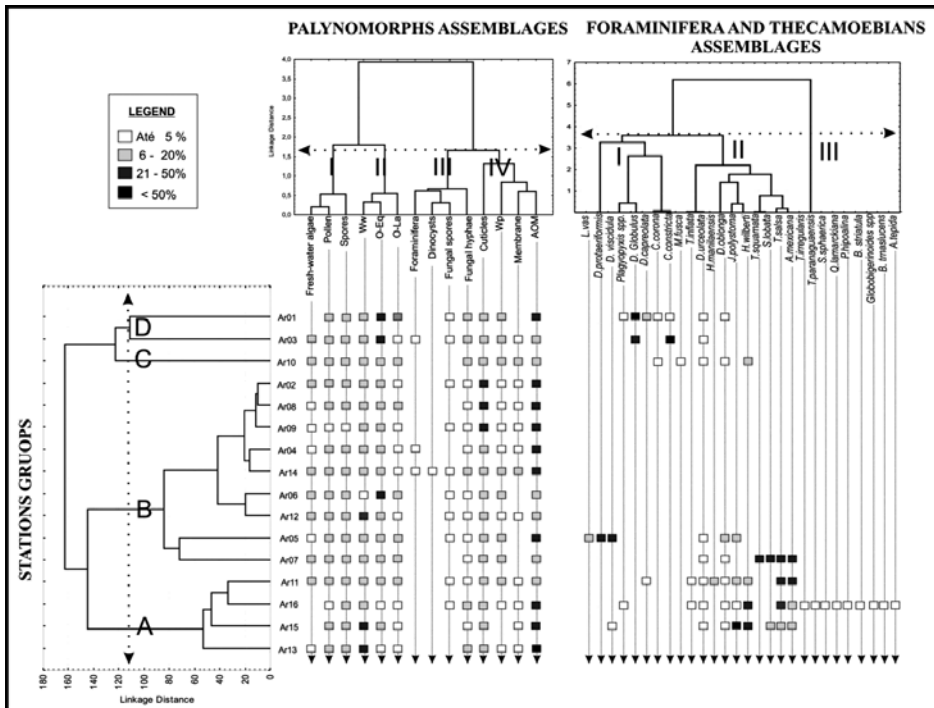 PALYNOMORPHS ASSEMBLAGES
FORAMINIFERA AND THECAMOEBIANS
ASSEMBLAGES
LEGEND
Até 5 %
6 - 20%
21 - 50%
< 50%
Linkage Distance
4,0
3,5
3,0
2,5
2,0
1,5
1,0
0,5
0,0
I
II
III
IV
Linkage Distance
7
6
5
4
3
2
1
I
II
III
Fresh-water algae
Pollen
Spores
Ww
O-Eq
O-La
Foraminifera
Dinocysts
Fungal spores
Fungal hyphae
Cuticles
Wp
Membrane
AOM
L.vas
D.protaeiformis
D. viscidula
Plagyopyxis spp.
D. Globulus
D.capreolata
C.corona
C.constricta
M.fusca
T.inflata
D.urceolata
H.manilaensis
D.oblonga
J.polystoma
H.wilberti
T.squamata
S.lobata
T.salsa
A.mexicana
T.irregularis
T.paranaguaensis
S.sphaerica
Q.lamarckiana
P.hipoalina
B. striatula
Globobigerinoides spp
B. trnaslucens
A.tepida
STATIONS GRUOPS
D
C
B
A
Ar01
Ar03
Ar10
Ar02
Ar08
Ar09
Ar04
Ar14
Ar06
Ar12
Ar05
Ar07
Ar11
Ar16
Ar15
Ar13
180 160 140 120 100 80 60 40 20 0
Linkage Distance